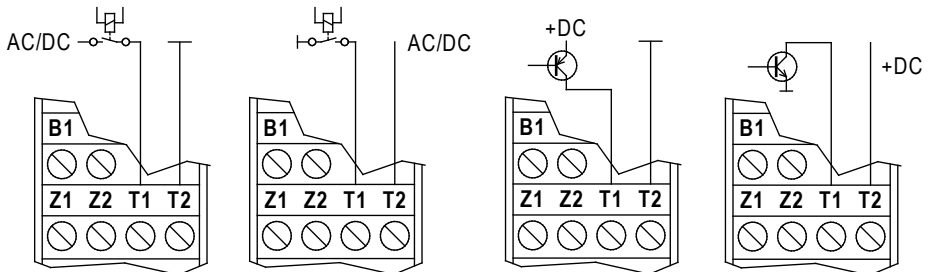 AC/DC
B1
Z1 Z2 T1 T2
AC/DC
B1
Z1 Z2 T1 T2
+DC
B1
Z1 Z2 T1 T2
+DC
B1
Z1 Z2 T1 T2